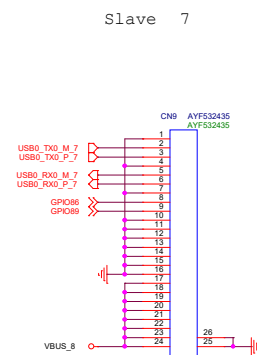 Slave 7
CN9 AYF532435
AYF532435
1
USB0_TX0_M_7 2
USB0_TX0_P_7 3
4
USB0_RX0_M_7 5
USB0_RX0_P_7 6
7
GPIO86 8
GPIO89 9
10
11
12
13
14
15
16
17
18
19
20
21
22
23 26
VBUS_8 24 25